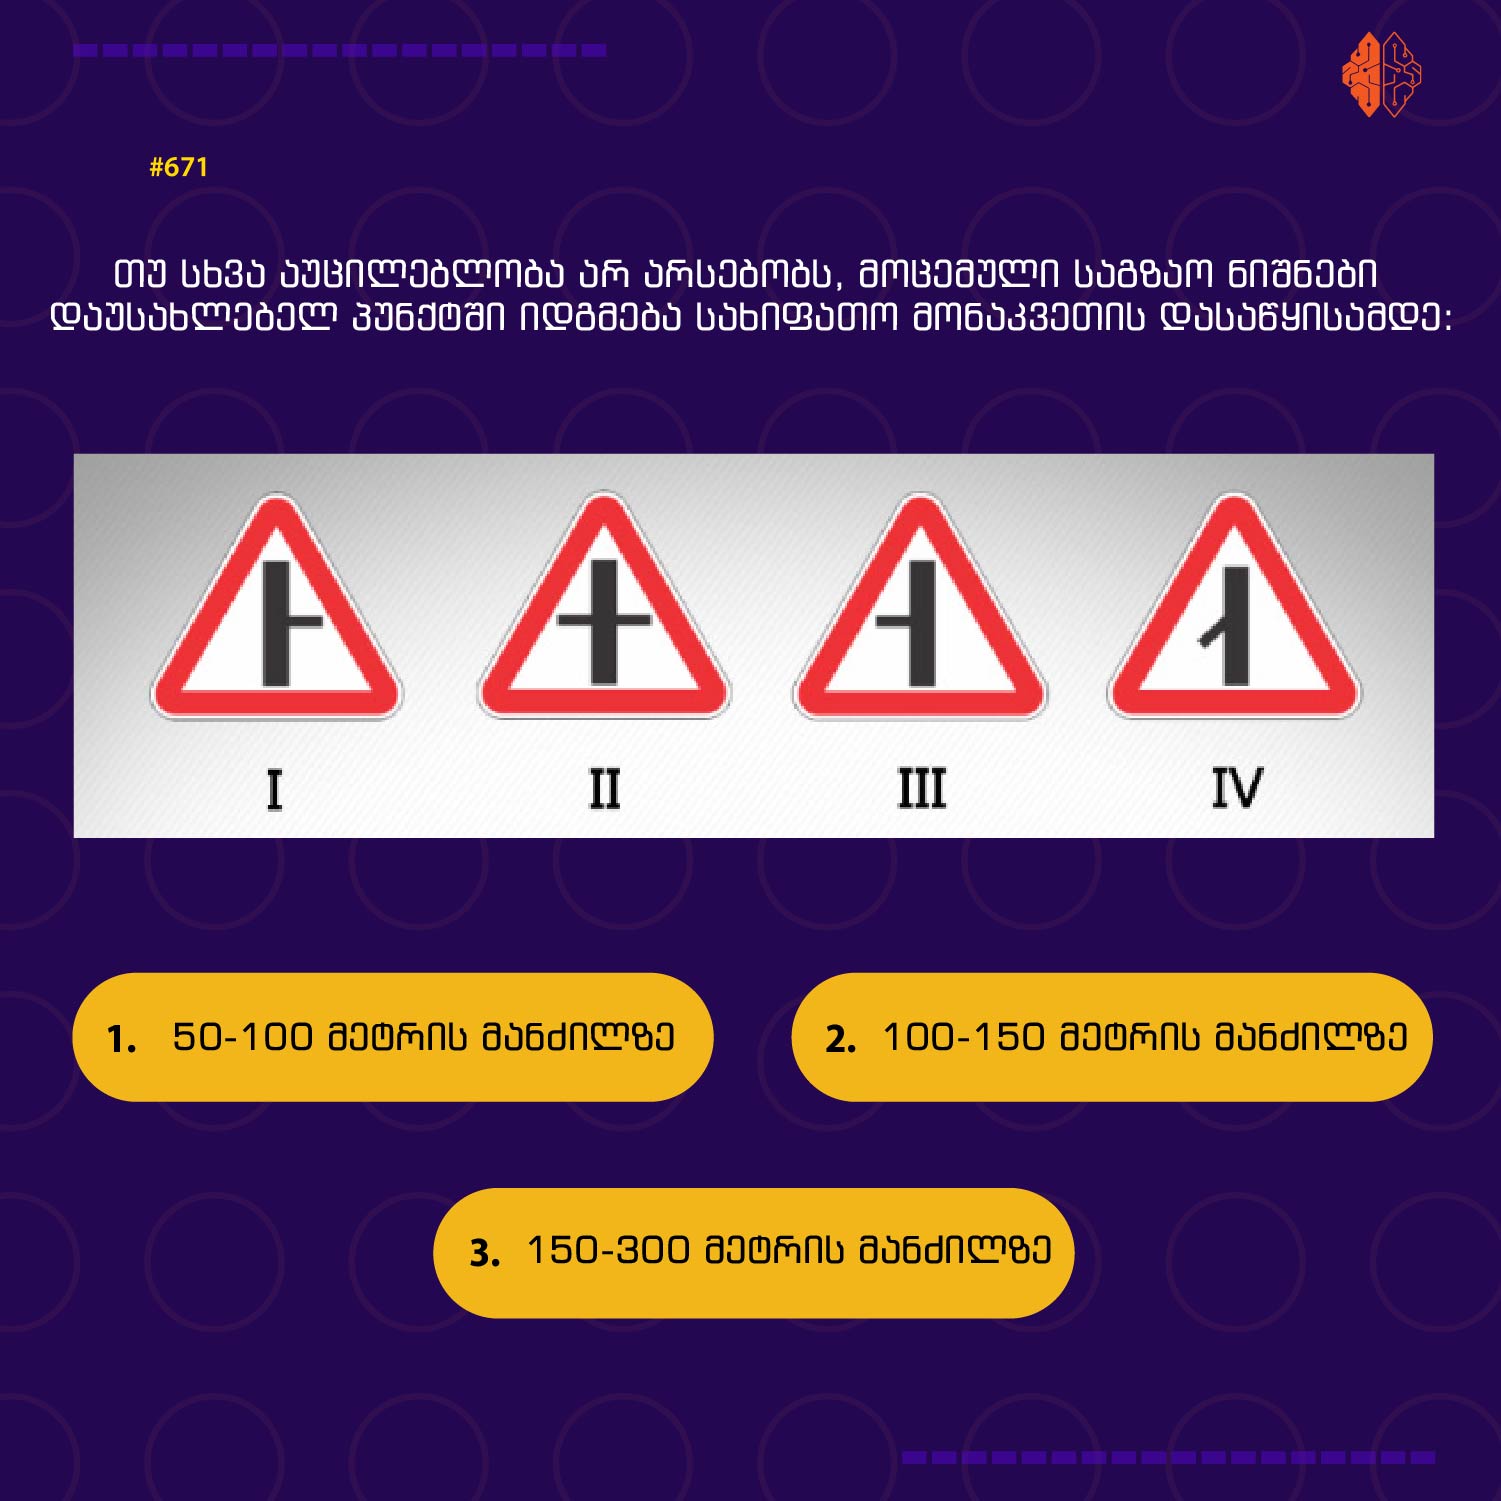 #671
თუ სხვა აუცილებლობა არ არსებობს, მოცემული საგზაო ნიშნები
დაუსახლებელ პუნქტში იდგმება სახიფათო მონაკვეთის დასაწყისამდე:
I II III IV
1. 50-100 მეტრის მანძილზე
2. 100-150 მეტრის მანძილზე
3. 150-300 მეტრის მანძილზე